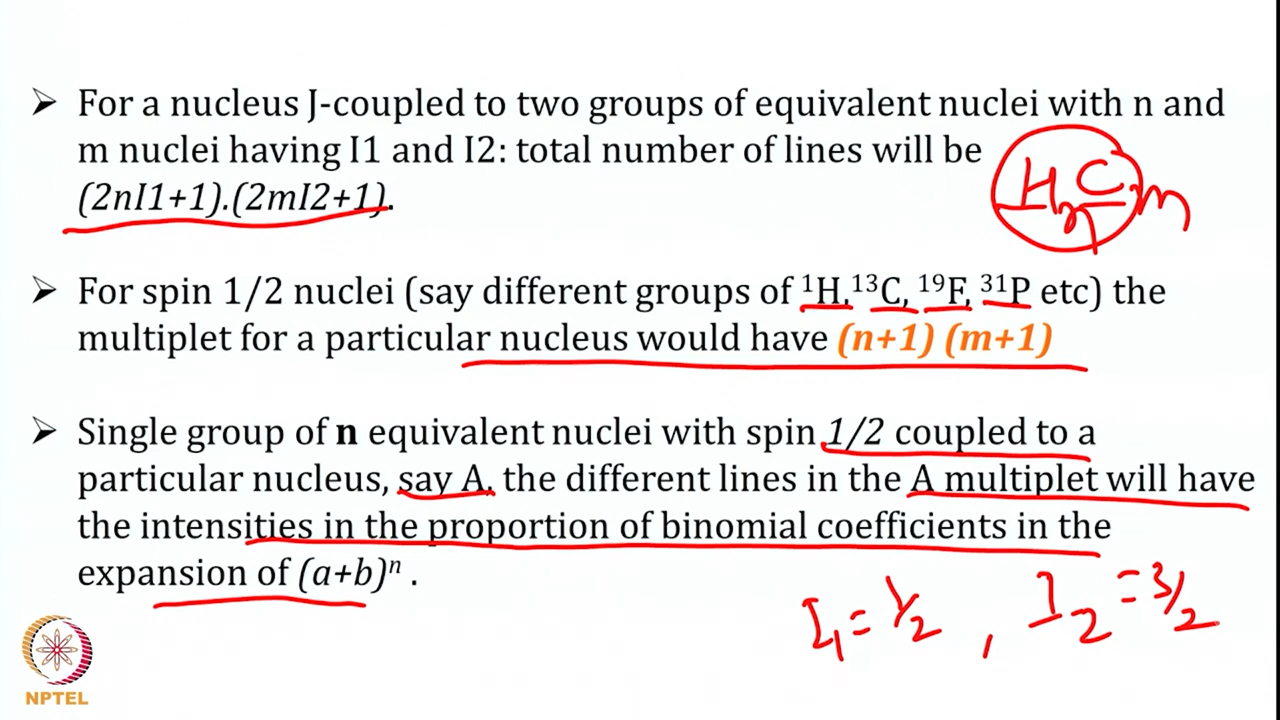 ➤ For a nucleus J-coupled to two groups of equivalent nuclei with n and
m nuclei having I1 and I2: total number of lines will be
(2nI1+1).(2mI2+1).
HₙCm
➤ For spin 1/2 nuclei (say different groups of ¹H,¹³C, ¹⁹F, ³¹P etc) the
multiplet for a particular nucleus would have (n+1) (m+1)
➤ Single group of n equivalent nuclei with spin 1/2 coupled to a
particular nucleus, say A, the different lines in the A multiplet will have
the intensities in the proportion of binomial coefficients in the
expansion of (a+b)ⁿ .
I₁ = 1/2 , I₂ = 3/2
NPTEL